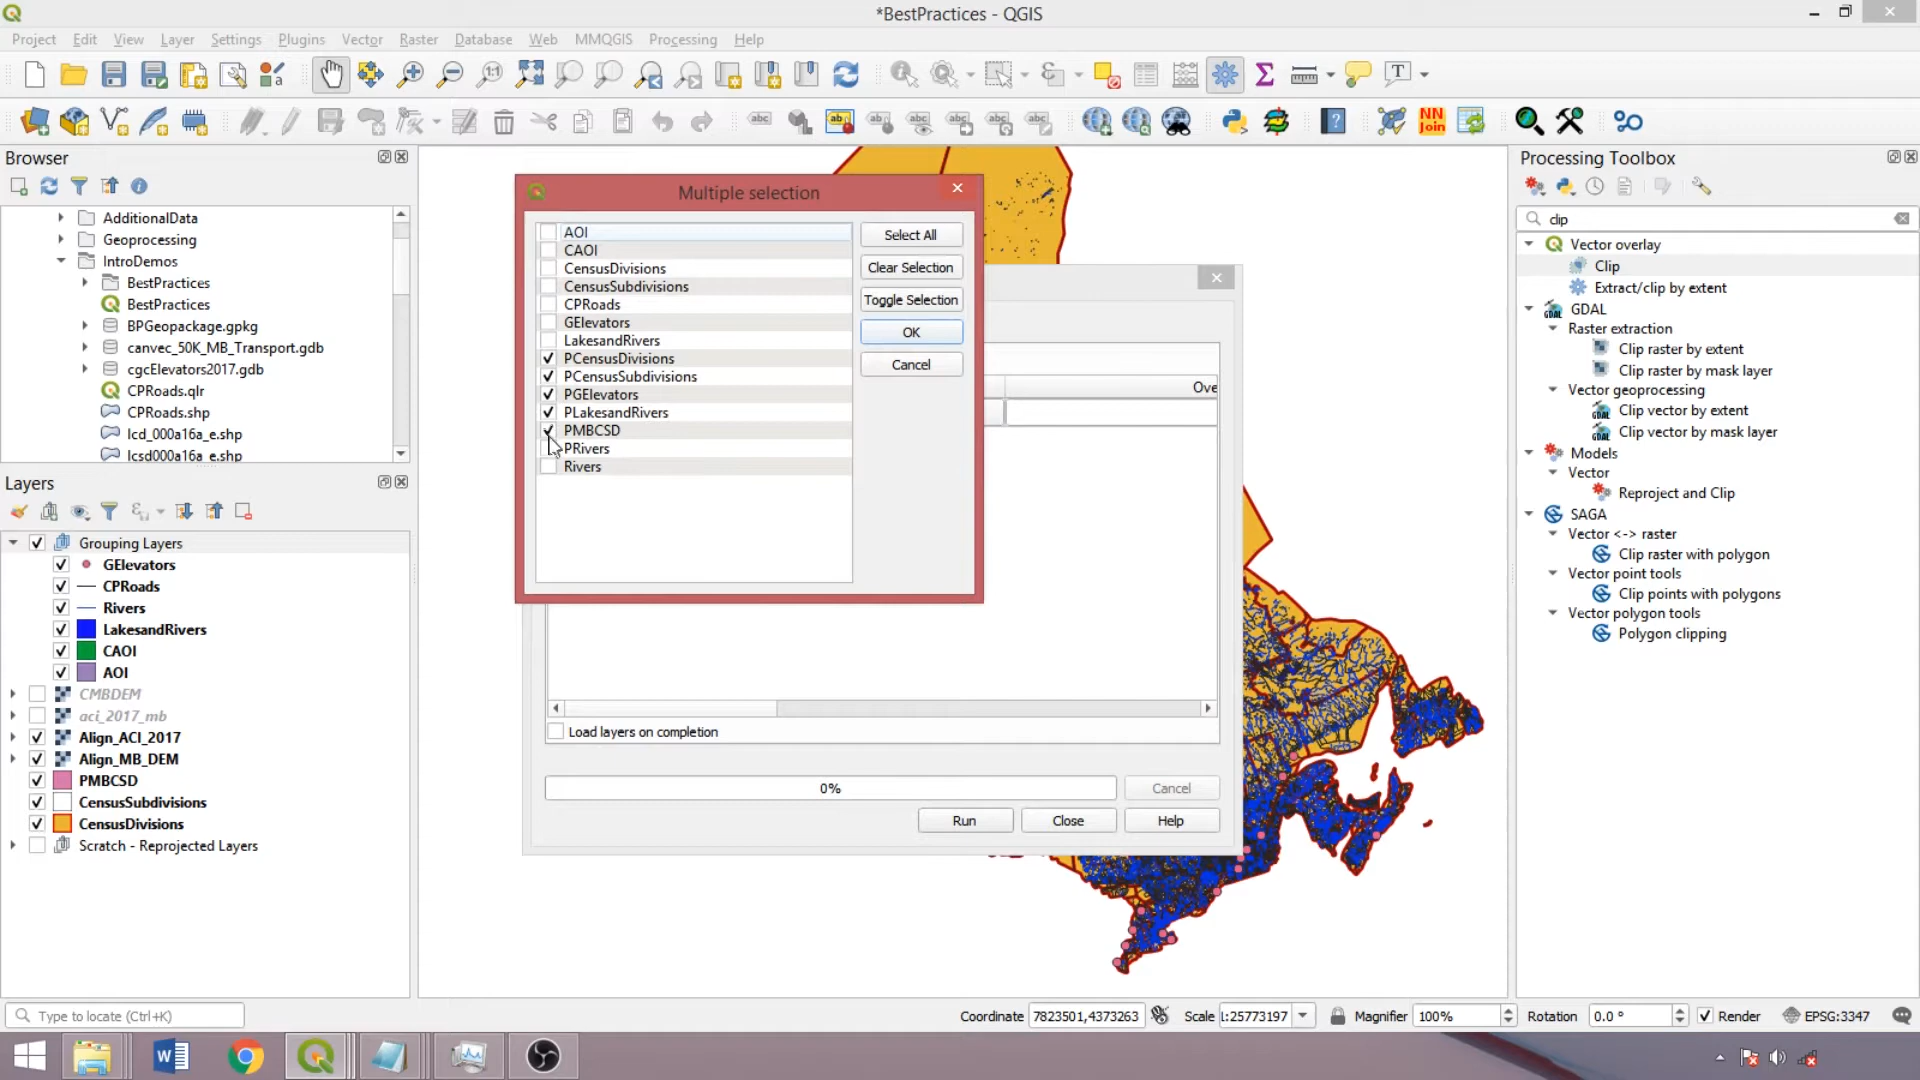 *BestPractices - QGIS
Project Edit View Layer Settings Plugins Vector Raster Database Web MMQGIS Processing Help
Browser
AdditionalData
Geoprocessing
IntroDemos
BestPractices
BestPractices
BPGeopackage.gpkg
canvec_50K_MB_Transport.gdb
cgcElevators2017.gdb
CPRoads.qlr
CPRoads.shp
lcd_000a16a_e.shp
lcsd000a16a_e.shp
Layers
Grouping Layers
GElevators
CPRoads
Rivers
LakesandRivers
CAOI
AOI
CMBDEM
aci_2017_mb
Align_ACI_2017
Align_MB_DEM
PMBCSD
CensusSubdivisions
CensusDivisions
Scratch - Reprojected Layers
Multiple selection
AOI
CAOI
CensusDivisions
CensusSubdivisions
CPRoads
GElevators
LakesandRivers
PCensusDivisions
PCensusSubdivisions
PGElevators
PLakesandRivers
PMBCSD
PRivers
Rivers
Select All
Clear Selection
Toggle Selection
OK
Cancel
Ove
Load layers on completion
0%
Cancel
Run
Close
Help
Processing Toolbox
clip
Vector overlay
Clip
Extract/clip by extent
GDAL
Raster extraction
Clip raster by extent
Clip raster by mask layer
Vector geoprocessing
Clip vector by extent
Clip vector by mask layer
Models
Vector
Reproject and Clip
SAGA
Vector <-> raster
Clip raster with polygon
Vector point tools
Clip points with polygons
Vector polygon tools
Polygon clipping
Type to locate (Ctrl+K)
Coordinate 7823501,4373263 Scale 1:25773197 Magnifier 100% Rotation 0.0 ° Render EPSG:3347